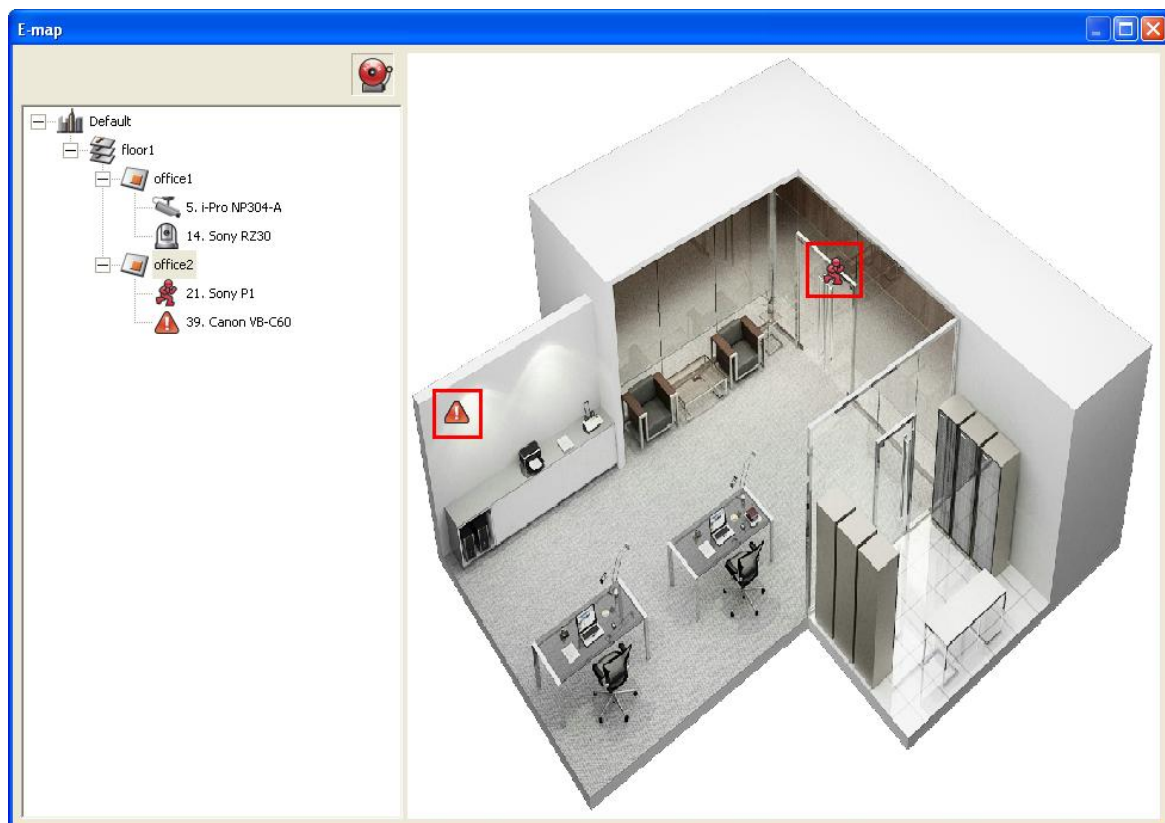 E-map
Default
floor1
office1
5. i-Pro NP304-A
14. Sony RZ30
office2
21. Sony P1
39. Canon VB-C60